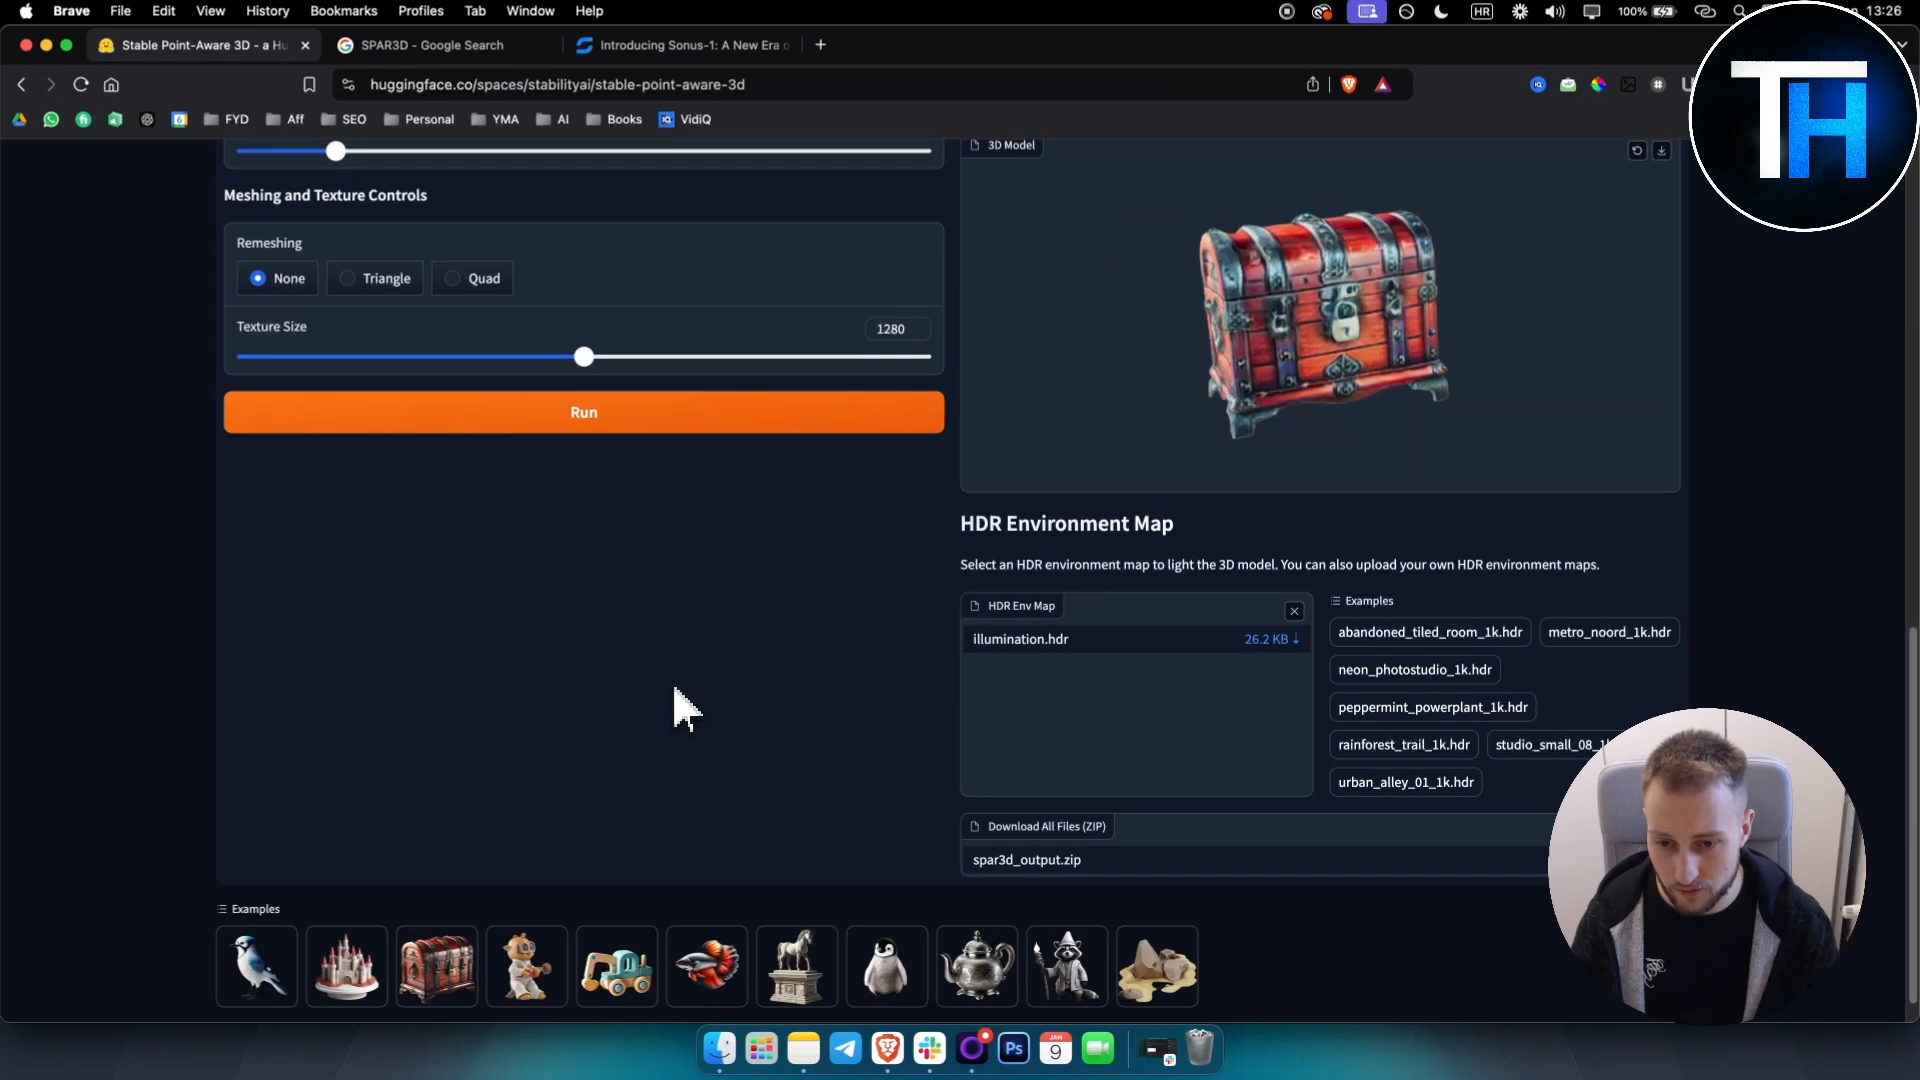 Brave File Edit View History Bookmarks Profiles Tab Window Help HR 100% 13:26
Stable Point-Aware 3D - a Hu SPAR3D - Google Search Introducing Sonus-1: A New Era o
huggingface.co/spaces/stabilityai/stable-point-aware-3d
FYD Aff SEO Personal YMA AI Books VidiQ
TH
3D Model
Meshing and Texture Controls
Remeshing
None Triangle Quad
Texture Size 1280
Run
HDR Environment Map
Select an HDR environment map to light the 3D model. You can also upload your own HDR environment maps.
HDR Env Map
illumination.hdr 26.2 KB ↓
Examples
abandoned_tiled_room_1k.hdr metro_noord_1k.hdr
neon_photostudio_1k.hdr
peppermint_powerplant_1k.hdr
rainforest_trail_1k.hdr studio_small_08_1
urban_alley_01_1k.hdr
Download All Files (ZIP)
spar3d_output.zip
Examples
Ps
JAN
9